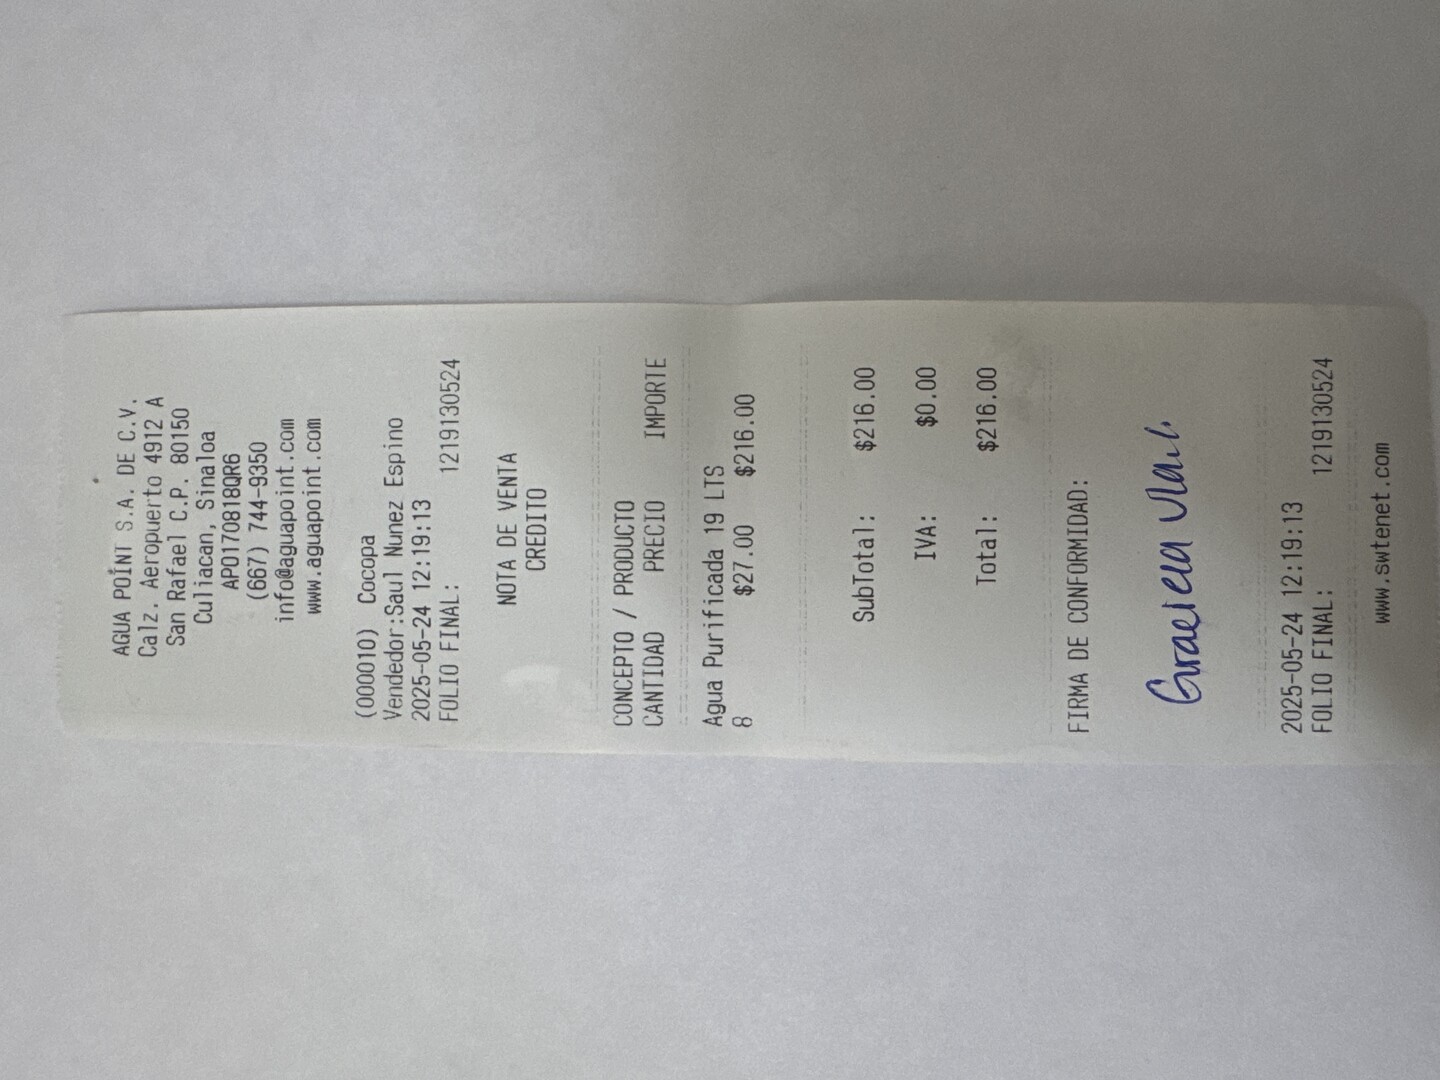 AGUA POINT S.A. DE C.V.
Calz. Aeropuerto 4912 A
San Rafael C.P. 80150
Culiacan, Sinaloa
APO170818QR6
(667) 744-9350
info@aguapoint.com
www.aguapoint.com
(000010) Cocopa
Vendedor:Saul Nunez Espino
2025-05-24 12:19:13
FOLIO FINAL: 1219130524
NOTA DE VENTA
CREDITO
CONCEPTO / PRODUCTO
CANTIDAD PRECIO IMPORTE
Agua Purificada 19 LTS
8 $27.00 $216.00
SubTotal: $216.00
IVA: $0.00
Total: $216.00
FIRMA DE CONFORMIDAD:
Graciela
2025-05-24 12:19:13
FOLIO FINAL: 1219130524
www.swtenet.com